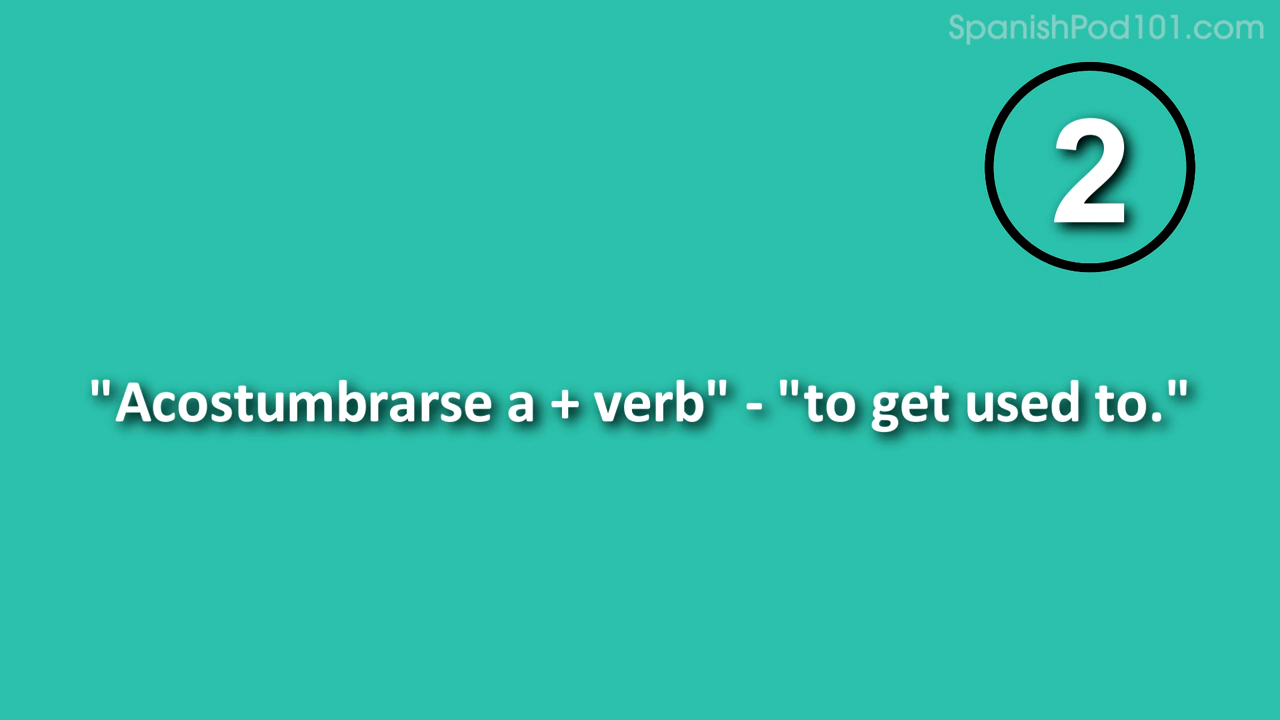 SpanishPod101.com
2
"Acostumbrarse a + verb" - "to get used to."